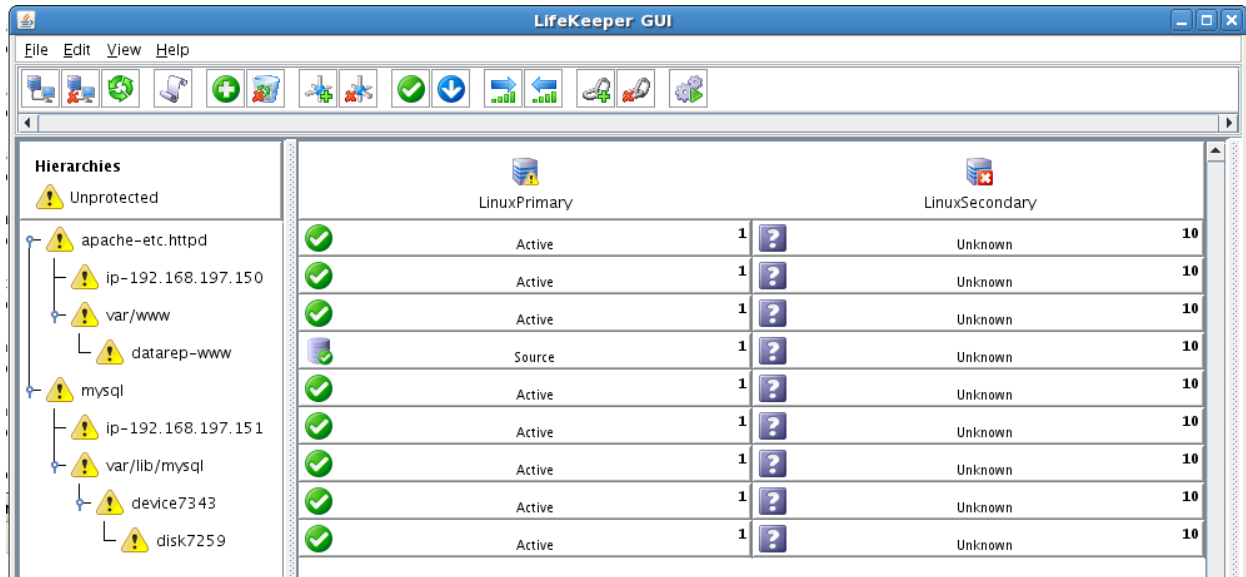 LifeKeeper GUI
File Edit View Help
Hierarchies
Unprotected
LinuxPrimary
LinuxSecondary
apache-etc.httpd
Active
1
?
Unknown
10
ip-192.168.197.150
Active
1
?
Unknown
10
var/www
Active
1
?
Unknown
10
datarep-www
Source
1
?
Unknown
10
mysql
Active
1
?
Unknown
10
ip-192.168.197.151
Active
1
?
Unknown
10
var/lib/mysql
Active
1
?
Unknown
10
device7343
Active
1
?
Unknown
10
disk7259
Active
1
?
Unknown
10